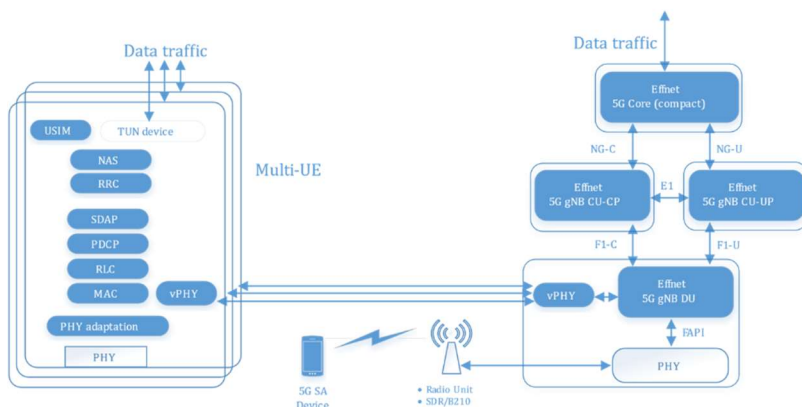 Data traffic
USIM
TUN device
NAS
RRC
SDAP
PDCP
RLC
MAC
vPHY
PHY adaptation
PHY
Multi-UE
5G SA
Device
• Radio Unit
• SDR/B210
Data traffic
Effnet
5G Core (compact)
NG-C
NG-U
Effnet
5G gNB CU-CP
E1
Effnet
5G gNB CU-UP
F1-C
F1-U
vPHY
Effnet
5G gNB DU
FAPI
PHY